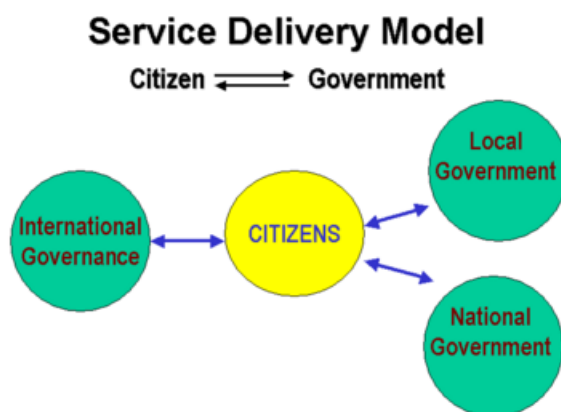 Service Delivery Model
Citizen Government
International
Governance
CITIZENS
Local
Government
National
Government